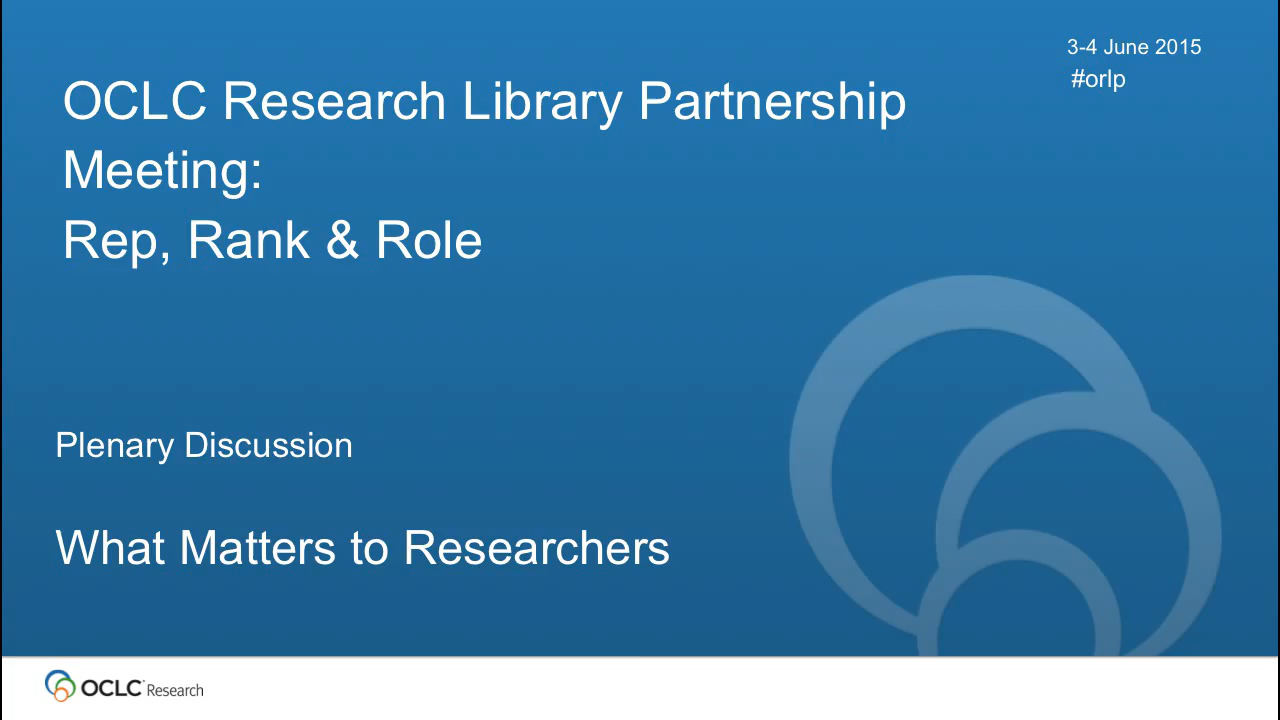 3-4 June 2015
#orlp
OCLC Research Library Partnership
Meeting:
Rep, Rank & Role
Plenary Discussion
What Matters to Researchers
OCLC Research